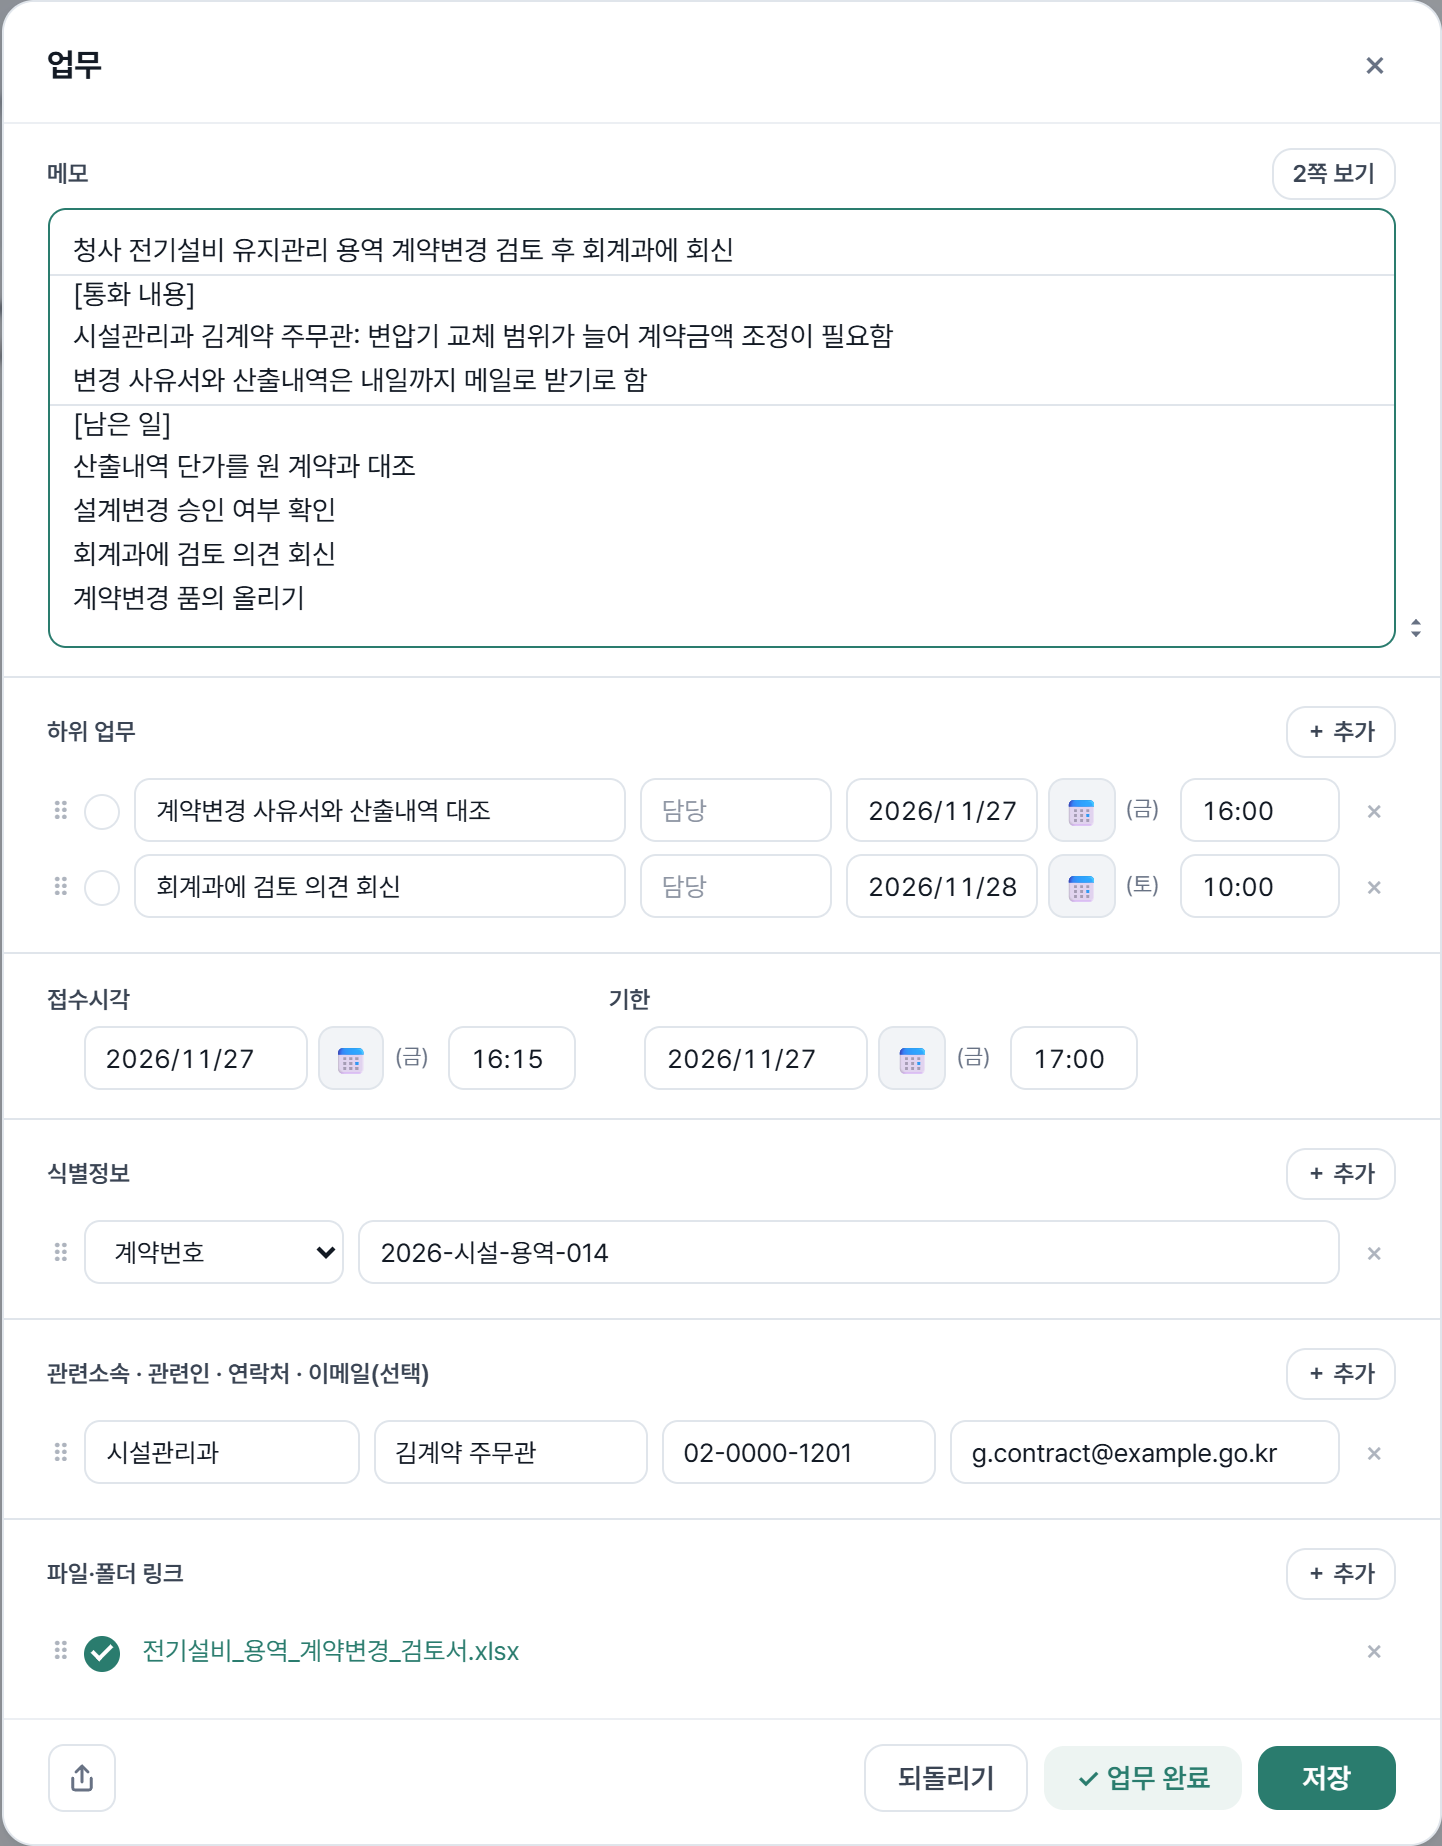 업무 ×
메모 2쪽 보기
청사 전기설비 유지관리 용역 계약변경 검토 후 회계과에 회신
[통화 내용]
시설관리과 김계약 주무관: 변압기 교체 범위가 늘어 계약금액 조정이 필요함
변경 사유서와 산출내역은 내일까지 메일로 받기로 함
[남은 일]
산출내역 단가를 원 계약과 대조
설계변경 승인 여부 확인
회계과에 검토 의견 회신
계약변경 품의 올리기
하위 업무 + 추가
계약변경 사유서와 산출내역 대조 담당 2026/11/27 (금) 16:00 ×
회계과에 검토 의견 회신 담당 2026/11/28 (토) 10:00 ×
접수시각 기한
2026/11/27 (금) 16:15 2026/11/27 (금) 17:00
식별정보 + 추가
계약번호 2026-시설-용역-014 ×
관련소속 · 관련인 · 연락처 · 이메일(선택) + 추가
시설관리과 김계약 주무관 02-0000-1201 g.contract@example.go.kr ×
파일·폴더 링크 + 추가
전기설비_용역_계약변경_검토서.xlsx ×
되돌리기 ✓ 업무 완료 저장